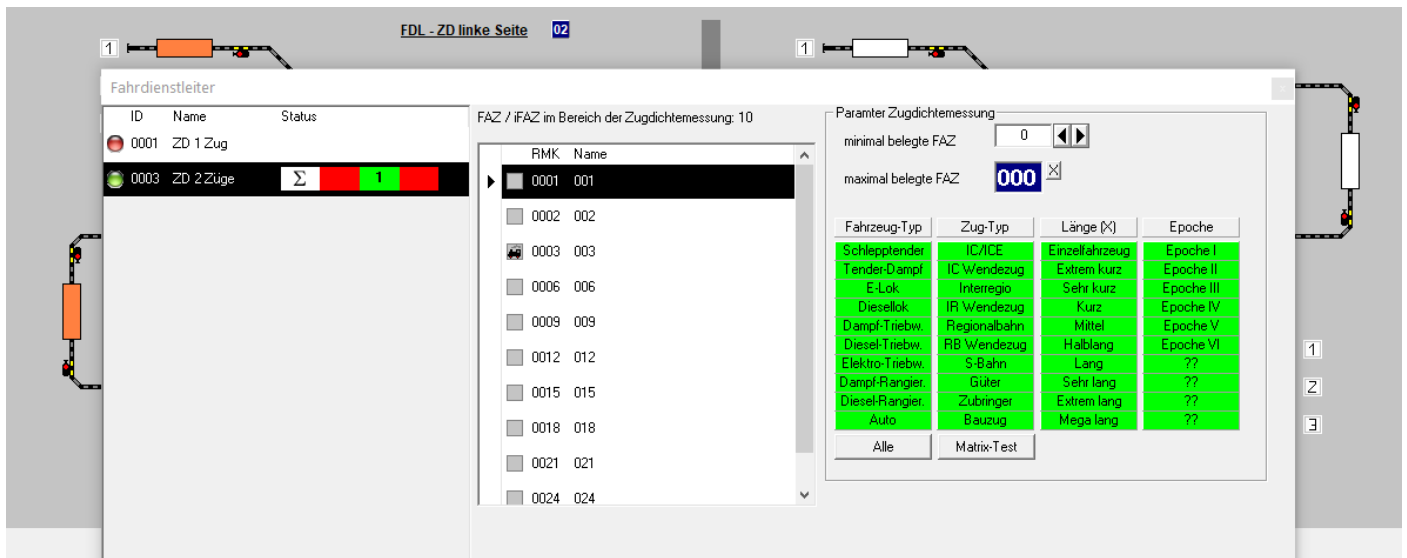 FDL - ZD linke Seite 02
1
1
Fahrdienstleiter
ID Name Status
0001 ZD 1 Zug
0003 ZD 2 Züge Σ 1
FAZ / iFAZ im Bereich der Zugdichtemessung: 10
RMK Name
0001 001
0002 002
0003 003
0006 006
0009 009
0012 012
0015 015
0018 018
0021 021
0024 024
Paramter Zugdichtemessung
minimal belegte FAZ 0
maximal belegte FAZ 000 X
Fahrzeug-Typ Zug-Typ Länge (X) Epoche
Schlepptender IC/ICE Einzelfahrzeug Epoche I
Tender-Dampf IC Wendezug Extrem kurz Epoche II
E-Lok Interregio Sehr kurz Epoche III
Diesellok IR Wendezug Kurz Epoche IV
Dampf-Triebw. Regionalbahn Mittel Epoche V
Diesel-Triebw. RB Wendezug Halblang Epoche VI
Elektro-Triebw. S-Bahn Lang ??
Dampf-Rangier. Güter Sehr lang ??
Diesel-Rangier. Zubringer Extrem lang ??
Auto Bauzug Mega lang ??
Alle Matrix-Test
1
2
3